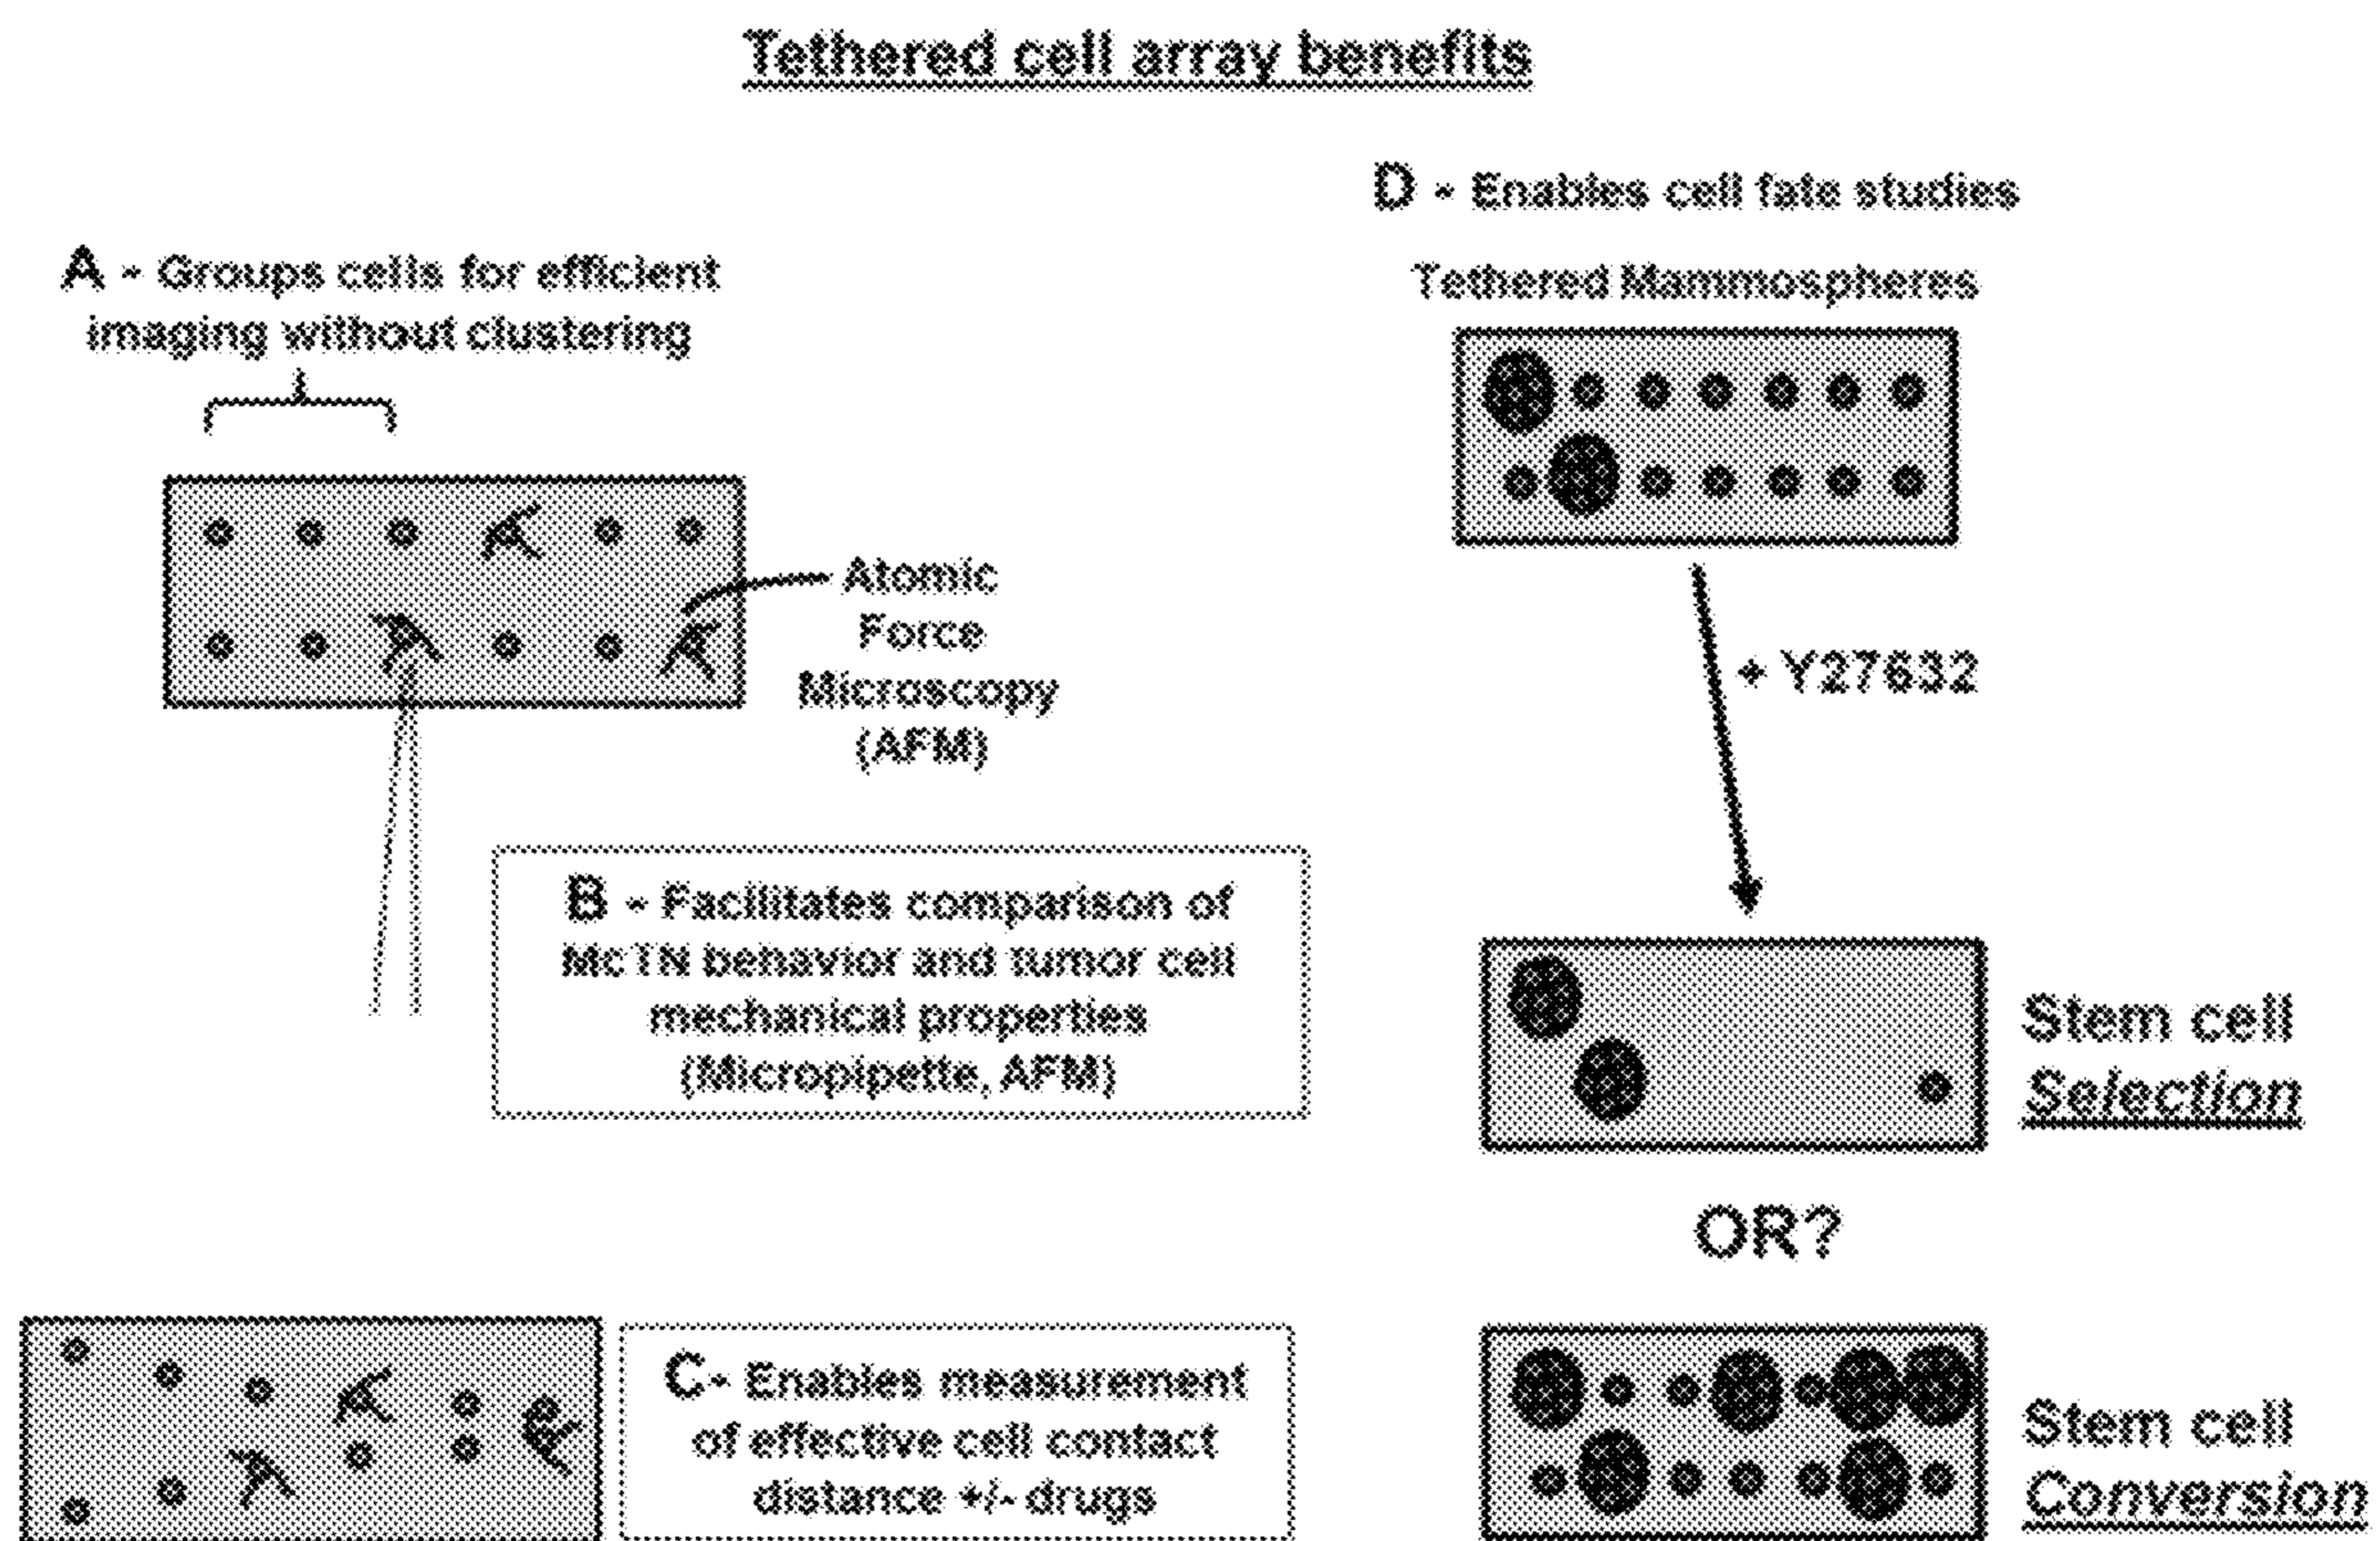 Tethered cell array benefits
A - Groups cells for efficient
imaging without clustering
Atomic
Force
Microscopy
(AFM)
B - Facilitates comparison of
McTN behavior and tumor cell
mechanical properties
(Micropipette, AFM)
C- Enables measurement
of effective cell contact
distance +/- drugs
D - Enables cell fate studies
Tethered Mammospheres
+ Y27632
Stem cell
Selection
OR?
Stem cell
Conversion